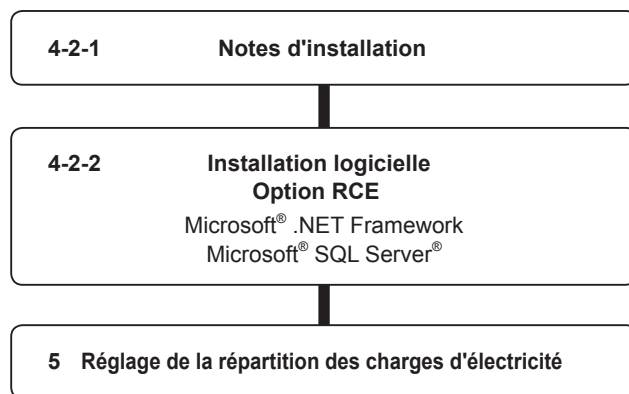 4-2-1 Notes d'installation
4-2-2 Installation logicielle
Option RCE
Microsoft® .NET Framework
Microsoft® SQL Server®
5 Réglage de la répartition des charges d'électricité